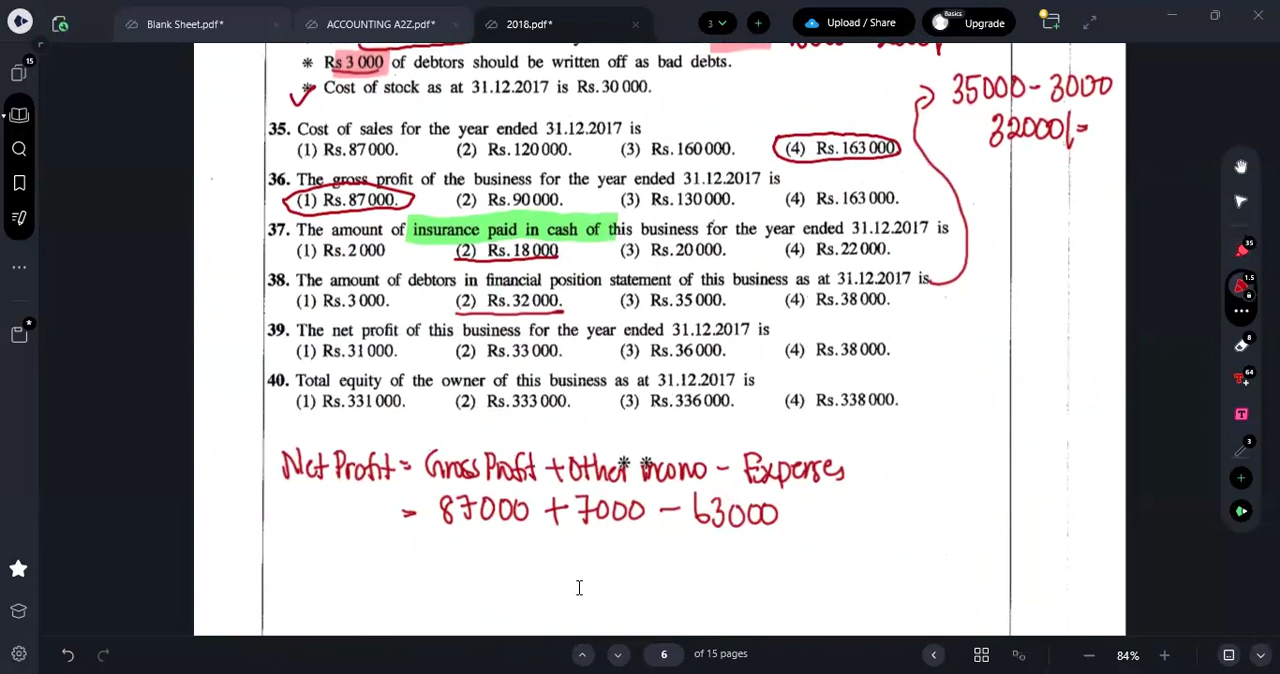 Blank Sheet.pdf*
ACCOUNTING A2Z.pdf*
2018.pdf*
3
Upload / Share
Basics
Upgrade
15
* Rs 3 000 of debtors should be written off as bad debts.
* Cost of stock as at 31.12.2017 is Rs. 30 000.
35000 - 3000
32000/=
35. Cost of sales for the year ended 31.12.2017 is
(1) Rs. 87 000. (2) Rs. 120 000. (3) Rs. 160 000. (4) Rs. 163 000
36. The gross profit of the business for the year ended 31.12.2017 is
(1) Rs. 87 000. (2) Rs. 90 000. (3) Rs. 130 000. (4) Rs. 163 000.
37. The amount of insurance paid in cash of this business for the year ended 31.12.2017 is
(1) Rs. 2 000 (2) Rs. 18 000 (3) Rs. 20 000. (4) Rs. 22 000.
38. The amount of debtors in financial position statement of this business as at 31.12.2017 is
(1) Rs. 3 000. (2) Rs. 32 000. (3) Rs. 35 000. (4) Rs. 38 000.
39. The net profit of this business for the year ended 31.12.2017 is
(1) Rs. 31 000. (2) Rs. 33 000. (3) Rs. 36 000. (4) Rs. 38 000.
40. Total equity of the owner of this business as at 31.12.2017 is
(1) Rs. 331 000. (2) Rs. 333 000. (3) Rs. 336 000. (4) Rs. 338 000.
Net Profit = Gross Profit + Other incono - Expenses
= 87000 + 7000 - 63000
35
1.5
8
64
3
6 of 15 pages
84%